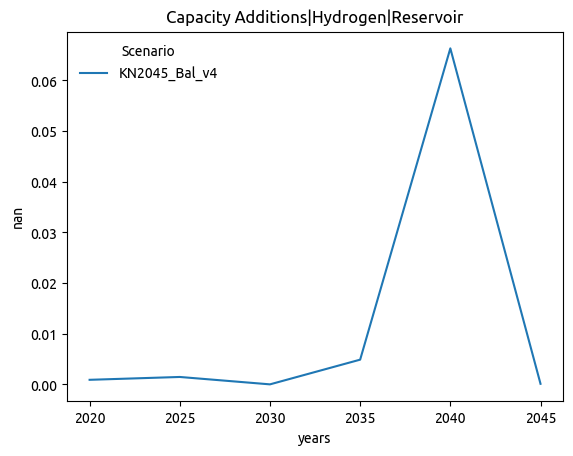 Capacity Additions|Hydrogen|Reservoir
Scenario
KN2045_Bal_v4
0.06
0.05
0.04
0.03
0.02
0.01
0.00
nan
2020 2025 2030 2035 2040 2045
years